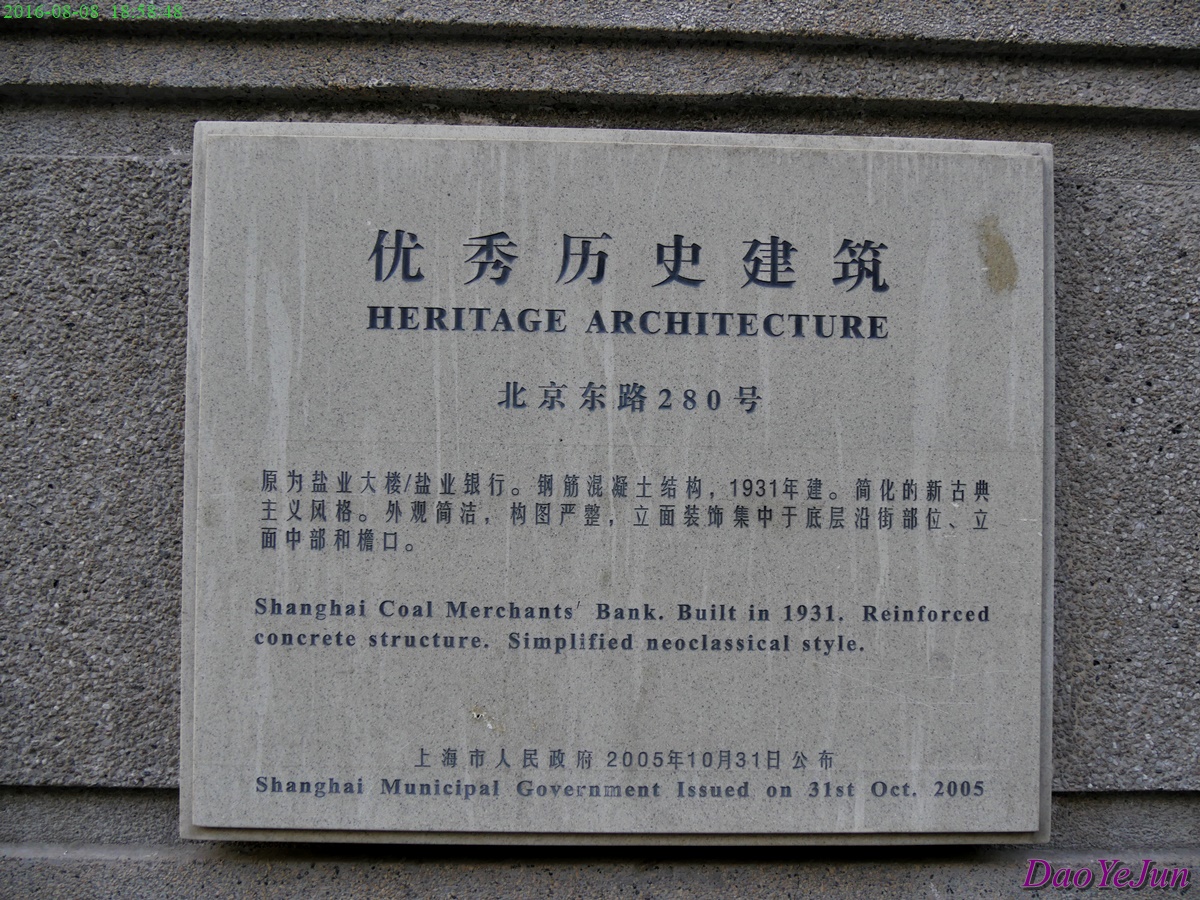 2016-08-08 18:58:48
优秀历史建筑
HERITAGE ARCHITECTURE
北京东路280号
原为盐业大楼/盐业银行。钢筋混凝土结构，1931年建。简化的新古典
主义风格。外观简洁，构图严整，立面装饰集中于底层沿街部位、立
面中部和檐口。
Shanghai Coal Merchants' Bank. Built in 1931. Reinforced
concrete structure. Simplified neoclassical style.
上海市人民政府 2005年10月31日公布
Shanghai Municipal Government Issued on 31st Oct. 2005
DaoYeJun